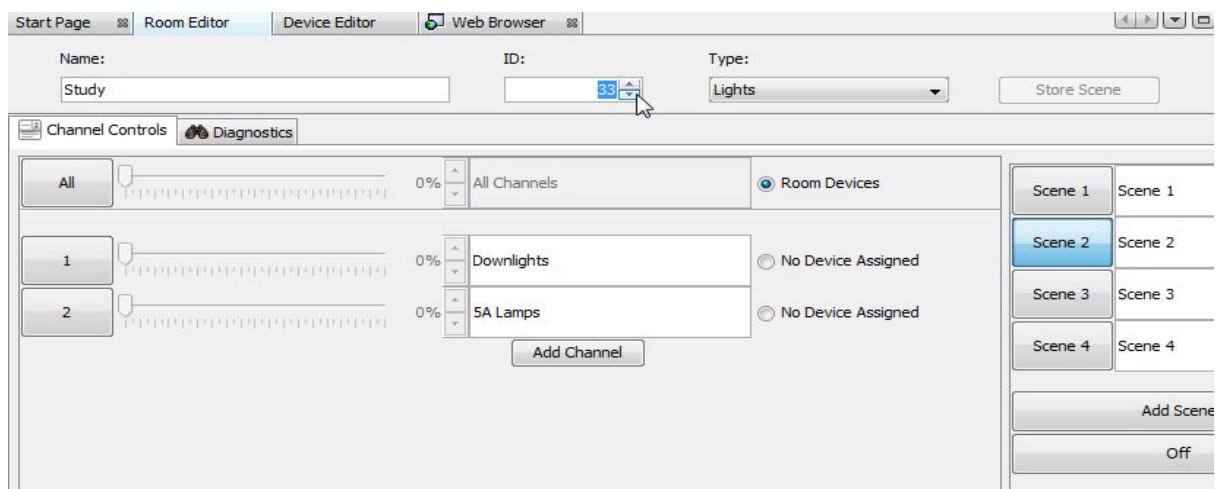 Start Page Room Editor Device Editor Web Browser
Name: ID: Type:
Study 33 Lights Store Scene
Channel Controls Diagnostics
All 0% All Channels Room Devices Scene 1 Scene 1
Scene 2 Scene 2
1 0% Downlights No Device Assigned
Scene 3 Scene 3
2 0% 5A Lamps No Device Assigned
Add Channel Scene 4 Scene 4
Add Scene
Off